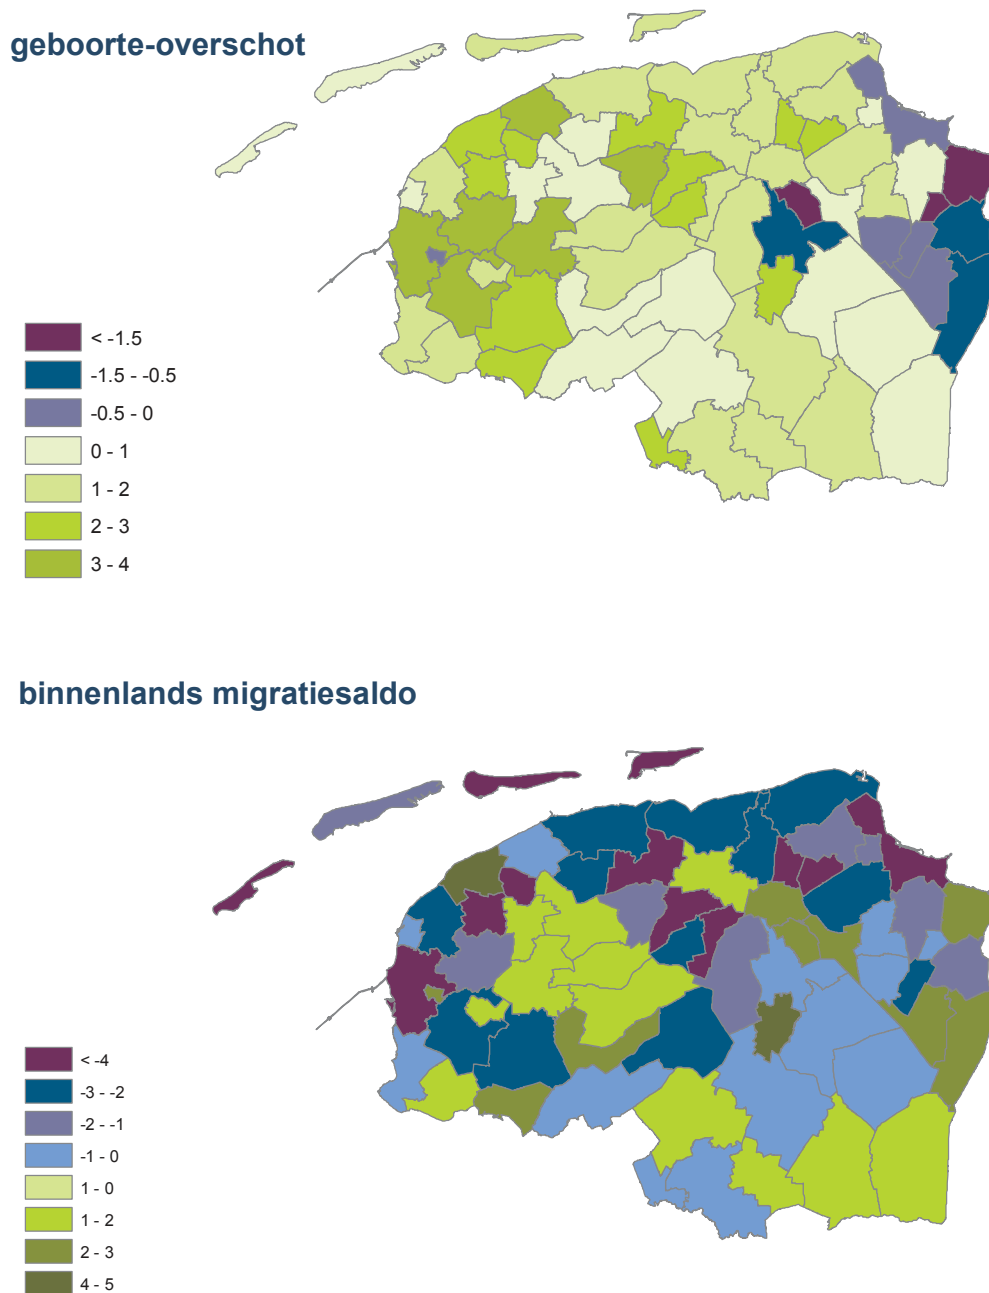 geboorte-overschot
< -1.5
-1.5 - -0.5
-0.5 - 0
0 - 1
1 - 2
2 - 3
3 - 4
binnenlands migratiesaldo
< -4
-3 - -2
-2 - -1
-1 - 0
1 - 0
1 - 2
2 - 3
4 - 5